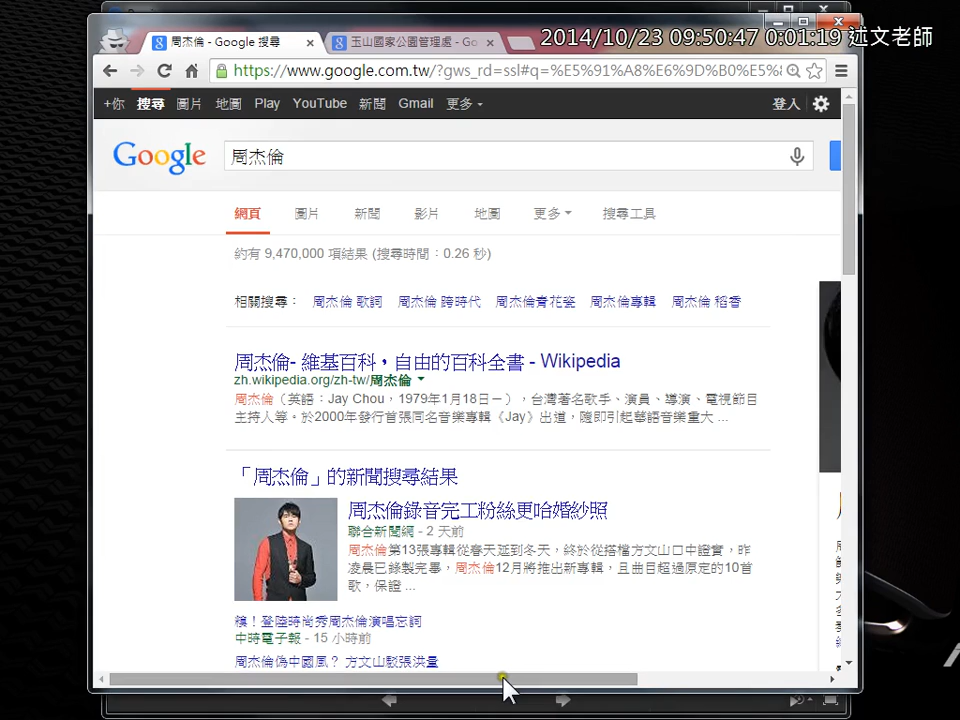 2014/10/23 09:50:47 0:01:19 述文老師
周杰倫 - Google 搜尋
玉山國家公園管理處 - Go
https://www.google.com.tw/?gws_rd=ssl#q=%E5%91%A8%E6%9D%B0%E5%8
+你 搜尋 圖片 地圖 Play YouTube 新聞 Gmail 更多 登入
Google 周杰倫
網頁 圖片 新聞 影片 地圖 更多 搜尋工具
約有 9,470,000 項結果 (搜尋時間：0.26 秒)
相關搜尋： 周杰倫 歌詞 周杰倫 跨時代 周杰倫青花瓷 周杰倫專輯 周杰倫 稻香
周杰倫- 維基百科，自由的百科全書 - Wikipedia
zh.wikipedia.org/zh-tw/周杰倫
周杰倫（英語：Jay Chou，1979年1月18日－），台灣著名歌手、演員、導演、電視節目
主持人等。於2000年發行首張同名音樂專輯《Jay》出道，隨即引起華語音樂重大 ...
「周杰倫」的新聞搜尋結果
周杰倫錄音完工粉絲更哈婚紗照
聯合新聞網 - 2 天前
周杰倫第13張專輯從春天延到冬天，終於從搭檔方文山口中證實，昨
凌晨已錄製完畢，周杰倫12月將推出新專輯，且曲目超過原定的10首
歌，保證 ...
糗！登陸時尚秀周杰倫演唱忘詞
中時電子報 - 15 小時前
周杰倫偽中國風？ 方文山駁張洪量